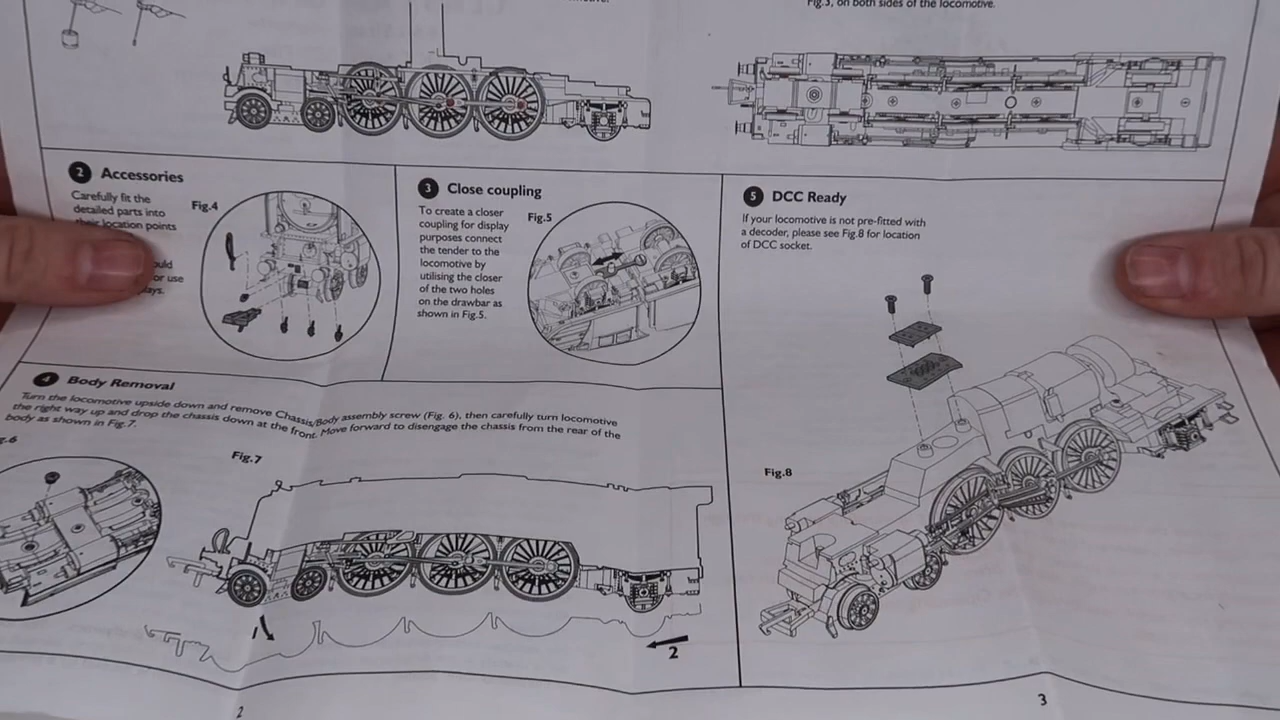 Fig.3, on both sides of the locomotive.
2 Accessories
Carefully fit the
detailed parts into
their location points
or use
Fig.4
3 Close coupling
To create a closer
coupling for display
purposes connect
the tender to the
locomotive by
utilising the closer
of the two holes
on the drawbar as
shown in Fig.5.
Fig.5
4 Body Removal
Turn the locomotive upside down and remove Chassis/Body assembly screw (Fig. 6), then carefully turn locomotive
the right way up and drop the chassis down at the front. Move forward to disengage the chassis from the rear of the
body as shown in Fig.7.
Fig.7
1
2
5 DCC Ready
If your locomotive is not pre-fitted with
a decoder, please see Fig.8 for location
of DCC socket.
Fig.8
2
3